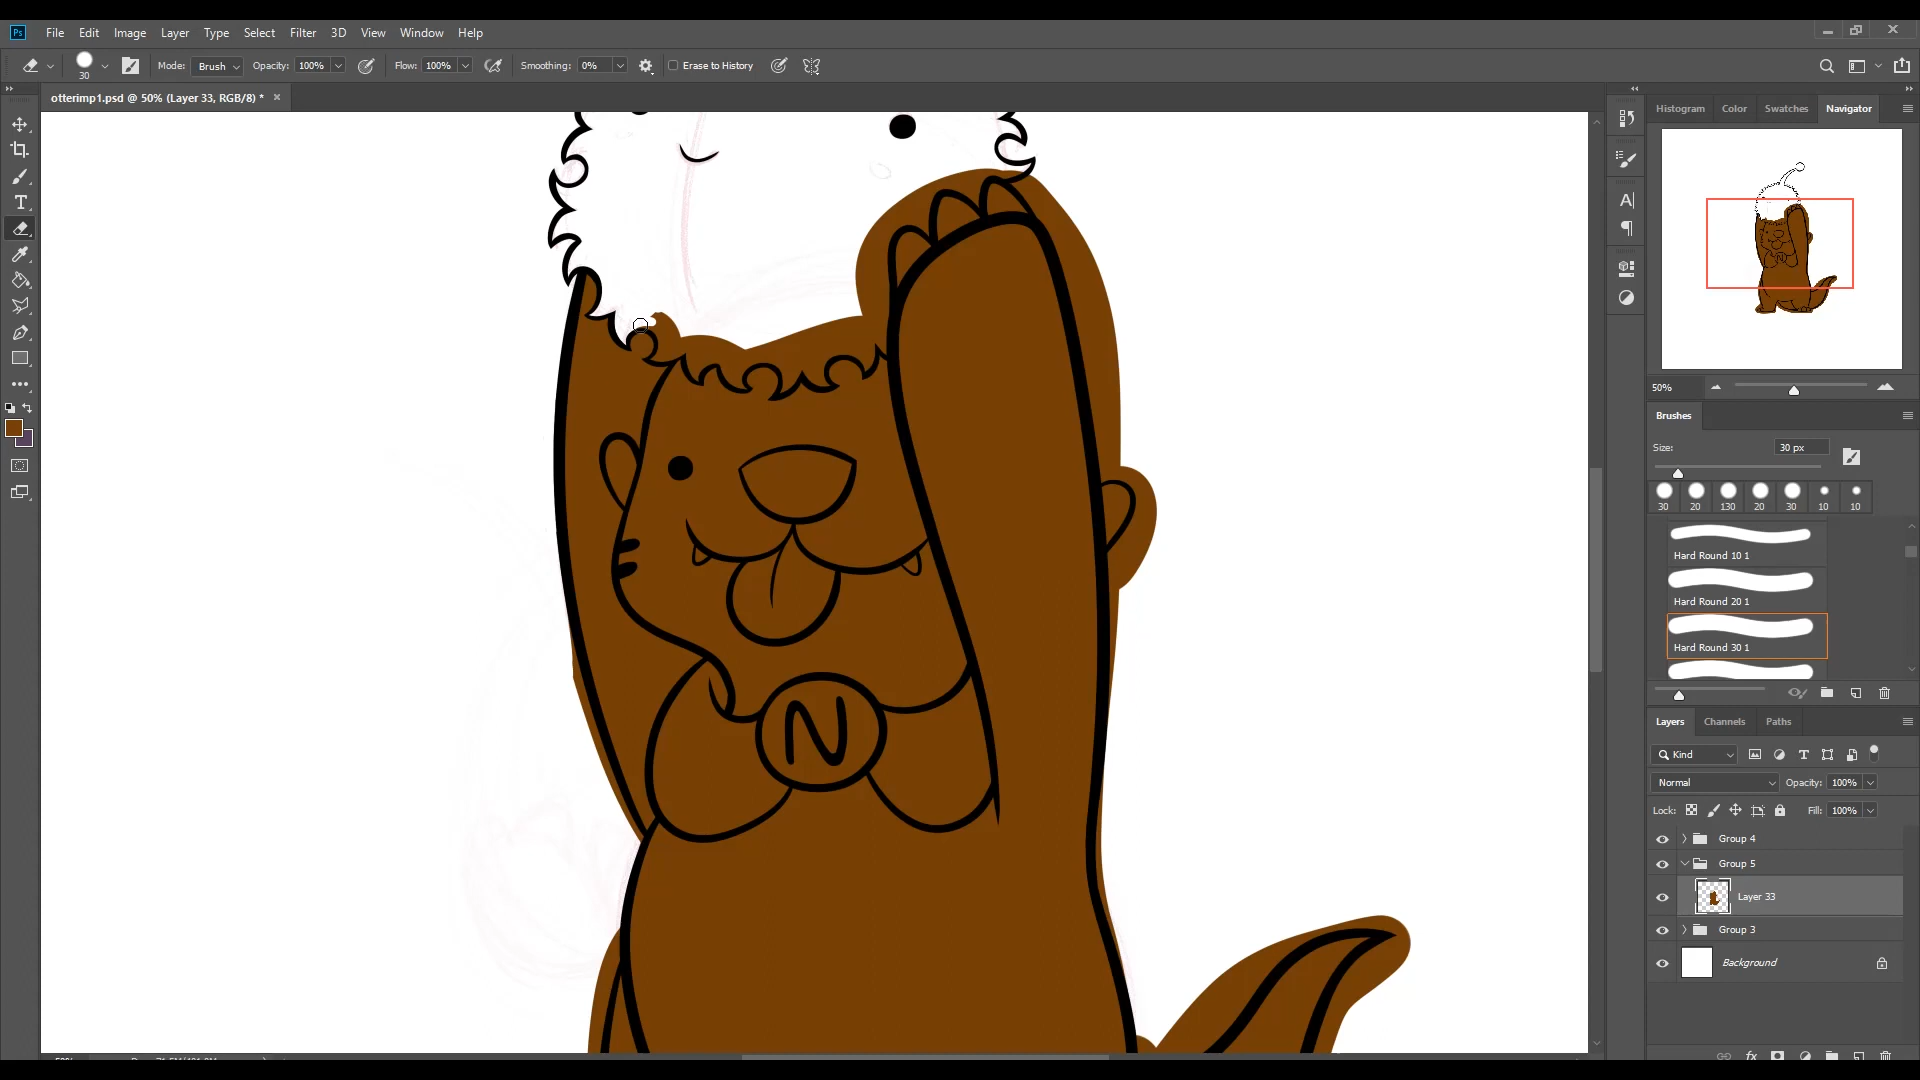 Ps File Edit Image Layer Type Select Filter 3D View Window Help
30 Mode: Brush Opacity: 100% Flow: 100% Smoothing: 0% Erase to History
otterimp1.psd @ 50% (Layer 33, RGB/8) *
Histogram Color Swatches Navigator
50%
Brushes
Size: 30 px
30 20 130 20 30 10 10
Hard Round 10 1
Hard Round 20 1
Hard Round 30 1
N
Layers Channels Paths
Kind
Normal Opacity: 100%
Lock: Fill: 100%
Group 4
Group 5
Layer 33
Group 3
Background
fx